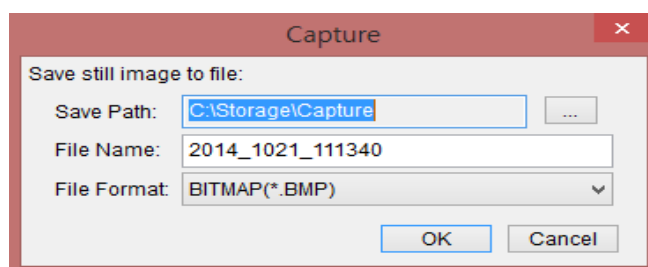 Capture
×
Save still image to file:
Save Path: C:\Storage\Capture ...
File Name: 2014_1021_111340
File Format: BITMAP(*.BMP)
OK Cancel